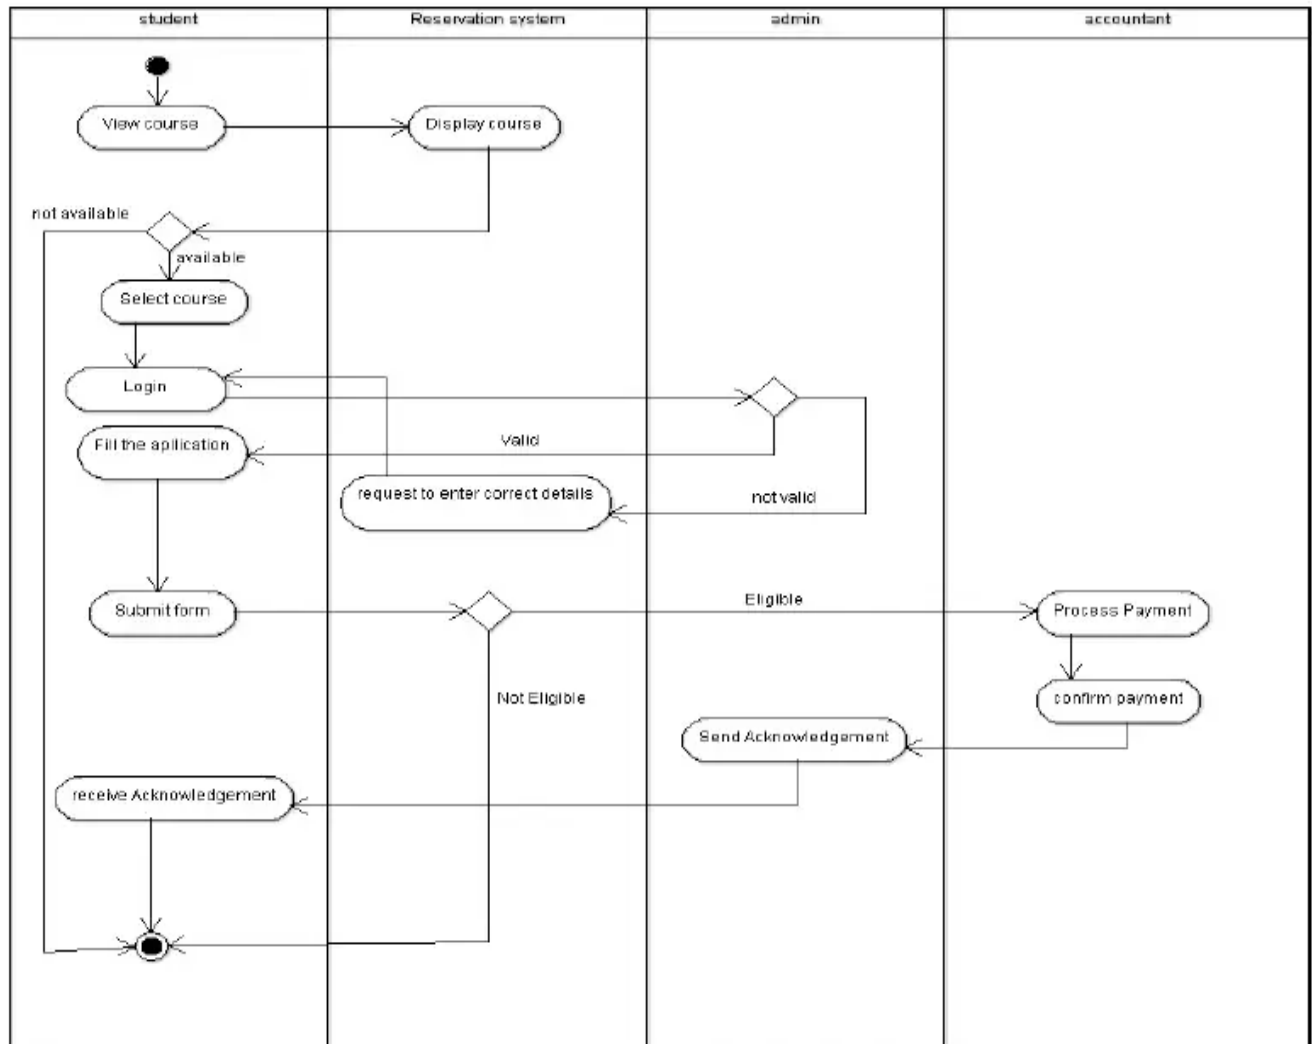 student
Reservation system
admin
accountant
View course
Display course
not available
available
Select course
Login
Valid
Fill the apllication
request to enter correct details
not valid
Submit form
Eligible
Process Payment
Not Eligible
confirm payment
Send Acknowledgement
receive Acknowledgement